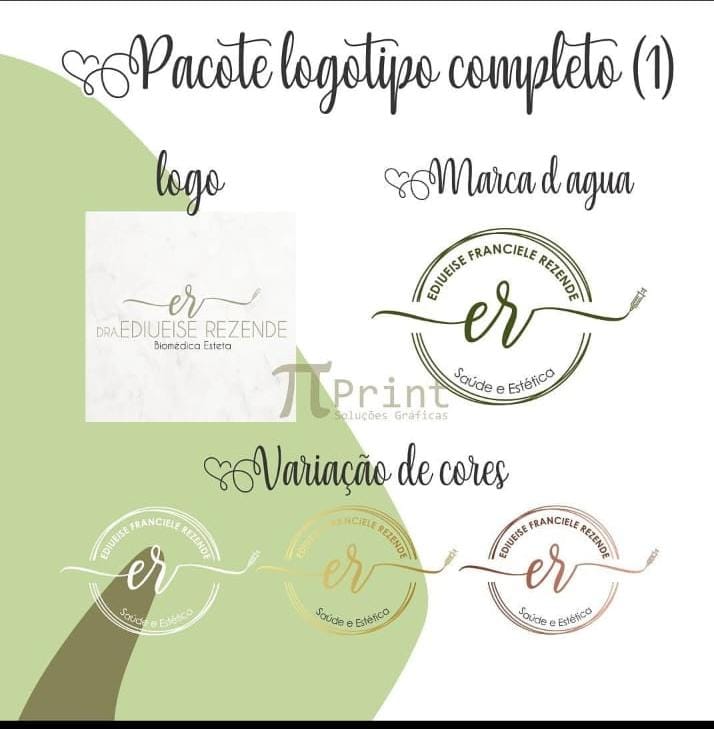 Pacote logotipo completo (1)
logo
Marca d agua
er
DRA.EDIUEISE REZENDE
Biomédica Esteta
EDIUEISE FRANCIELE REZENDE
er
Saúde e Estética
πPrint
Soluções Gráficas
Variação de cores
EDIUEISE FRANCIELE REZENDE
er
Saúde e Estética
EDIUEISE FRANCIELE REZENDE
er
Saúde e Estética
EDIUEISE FRANCIELE REZENDE
er
Saúde e Estética